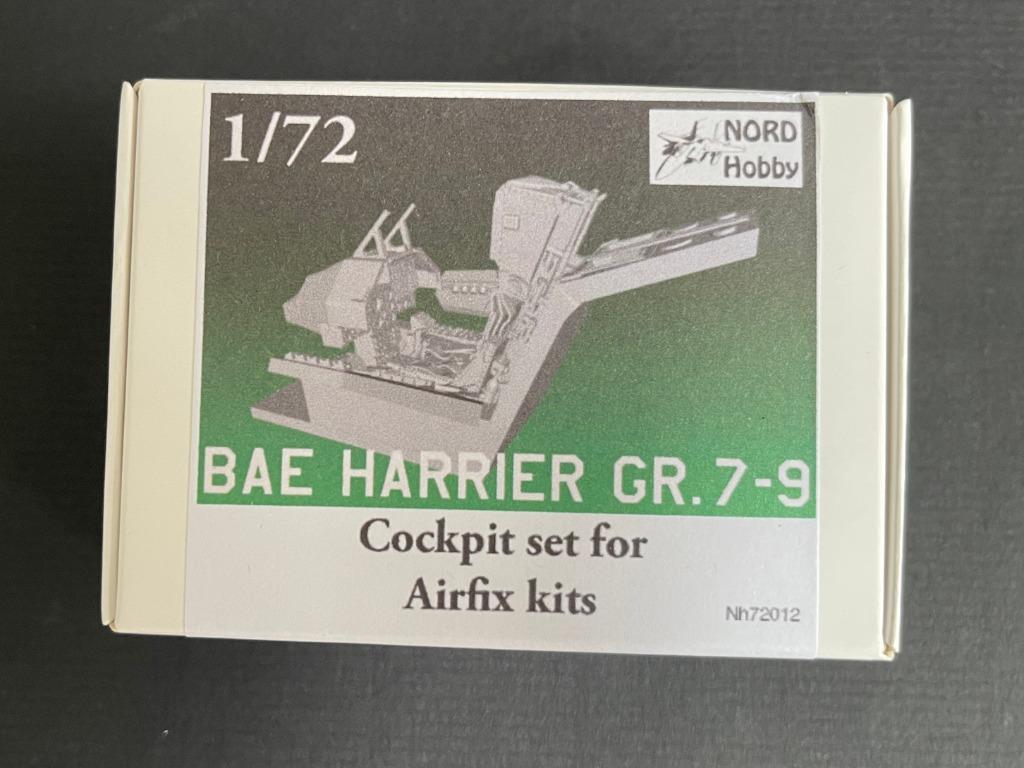 1/72
NORD
Hobby
BAE HARRIER GR.7-9
Cockpit set for
Airfix kits
Nh72012